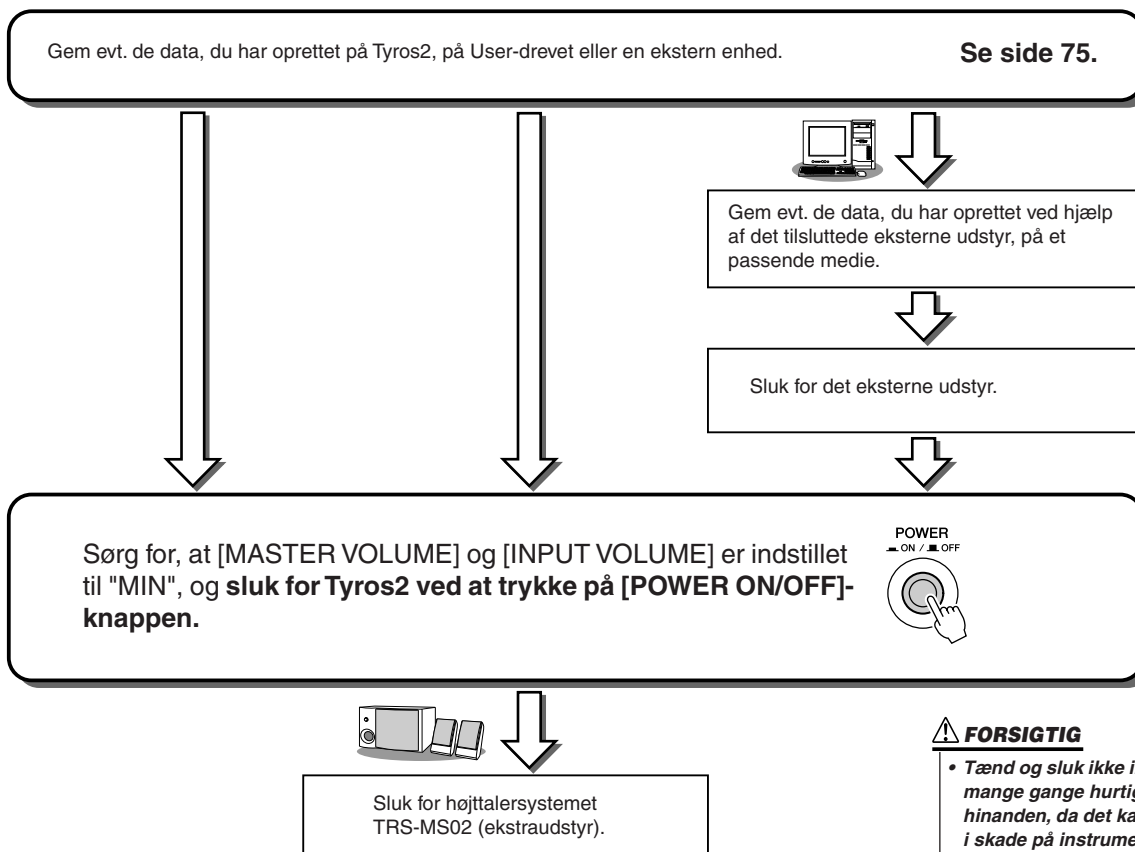 Gem evt. de data, du har oprettet på Tyros2, på User-drevet eller en ekstern enhed.
Se side 75.
Gem evt. de data, du har oprettet ved hjælp
af det tilsluttede eksterne udstyr, på et
passende medie.
Sluk for det eksterne udstyr.
Sørg for, at [MASTER VOLUME] og [INPUT VOLUME] er indstillet
til "MIN", og sluk for Tyros2 ved at trykke på [POWER ON/OFF]-
knappen.
POWER
ON / OFF
Sluk for højttalersystemet
TRS-MS02 (ekstraudstyr).
FORSIGTIG
• Tænd og sluk ikke
mange gange
hinanden, da det
i skade på